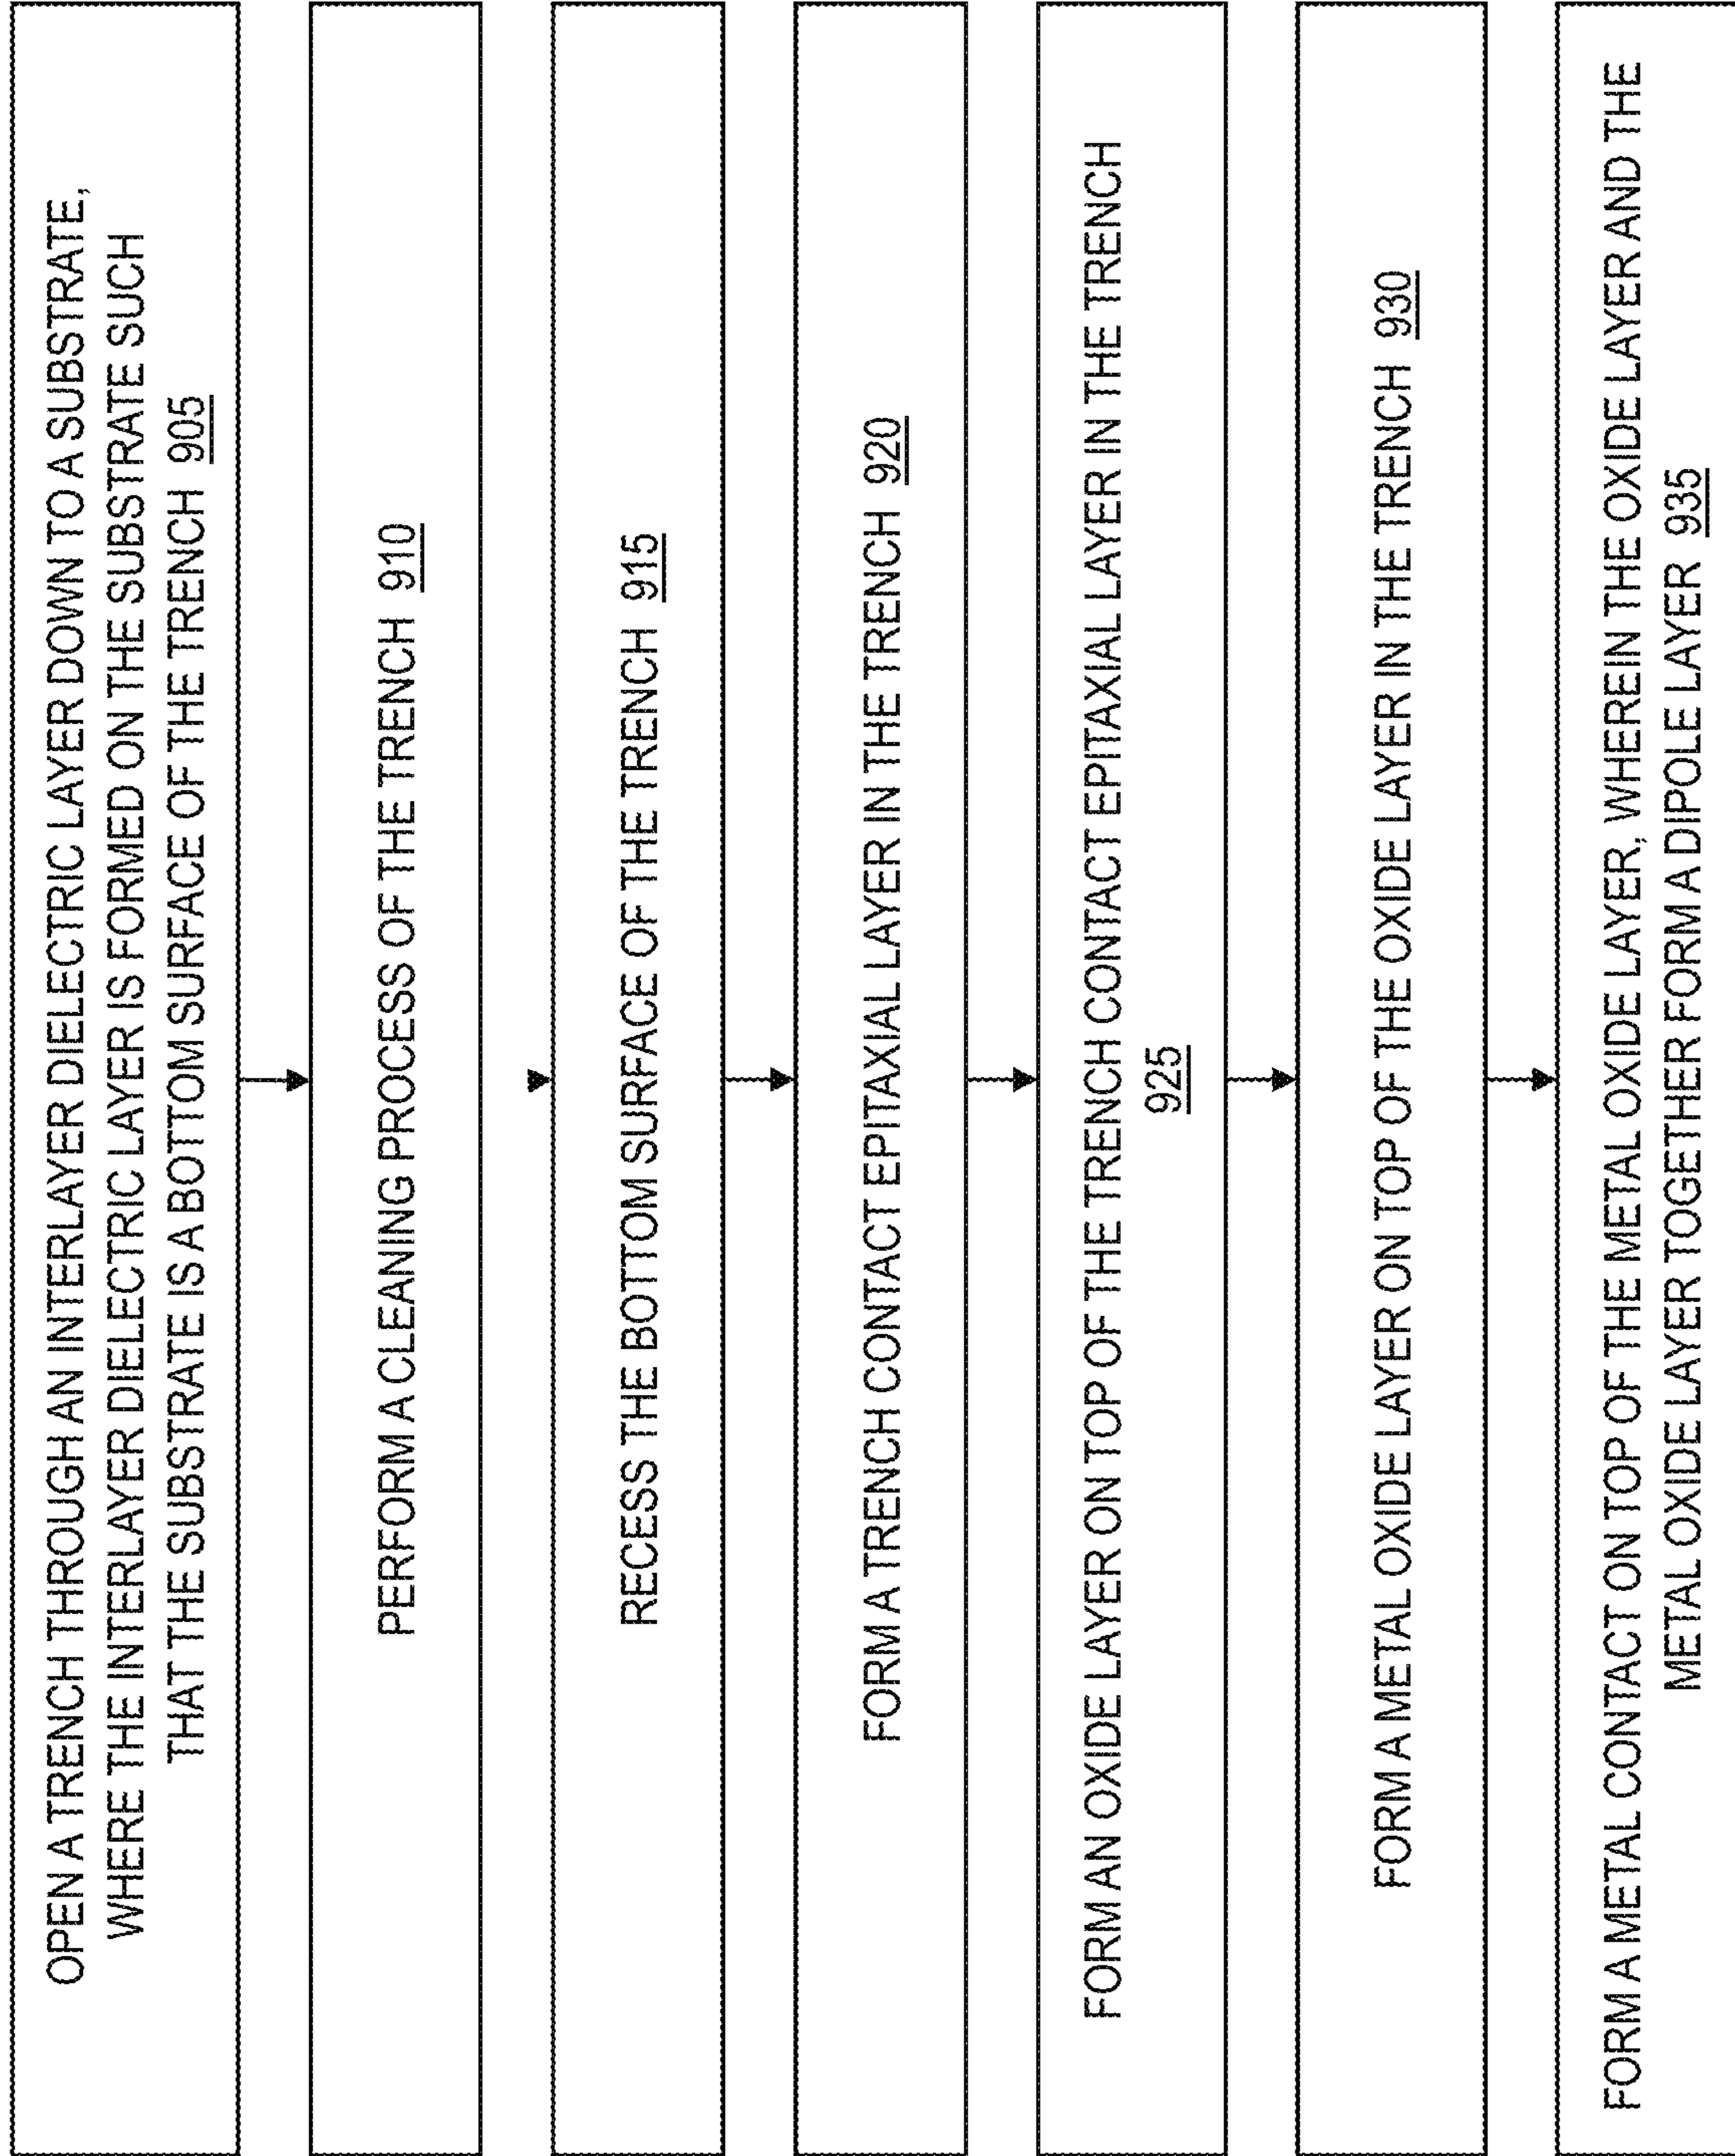 OPEN A TRENCH THROUGH AN INTERLAYER DIELECTRIC LAYER DOWN TO A SUBSTRATE,
WHERE THE INTERLAYER DIELECTRIC LAYER IS FORMED ON THE SUBSTRATE SUCH
THAT THE SUBSTRATE IS A BOTTOM SURFACE OF THE TRENCH 905
PERFORM A CLEANING PROCESS OF THE TRENCH 910
RECESS THE BOTTOM SURFACE OF THE TRENCH 915
FORM A TRENCH CONTACT EPITAXIAL LAYER IN THE TRENCH 920
FORM AN OXIDE LAYER ON TOP OF THE TRENCH CONTACT EPITAXIAL LAYER IN THE TRENCH
925
FORM A METAL OXIDE LAYER ON TOP OF THE OXIDE LAYER IN THE TRENCH 930
FORM A METAL CONTACT ON TOP OF THE METAL OXIDE LAYER, WHEREIN THE OXIDE LAYER AND THE
METAL OXIDE LAYER TOGETHER FORM A DIPOLE LAYER 935